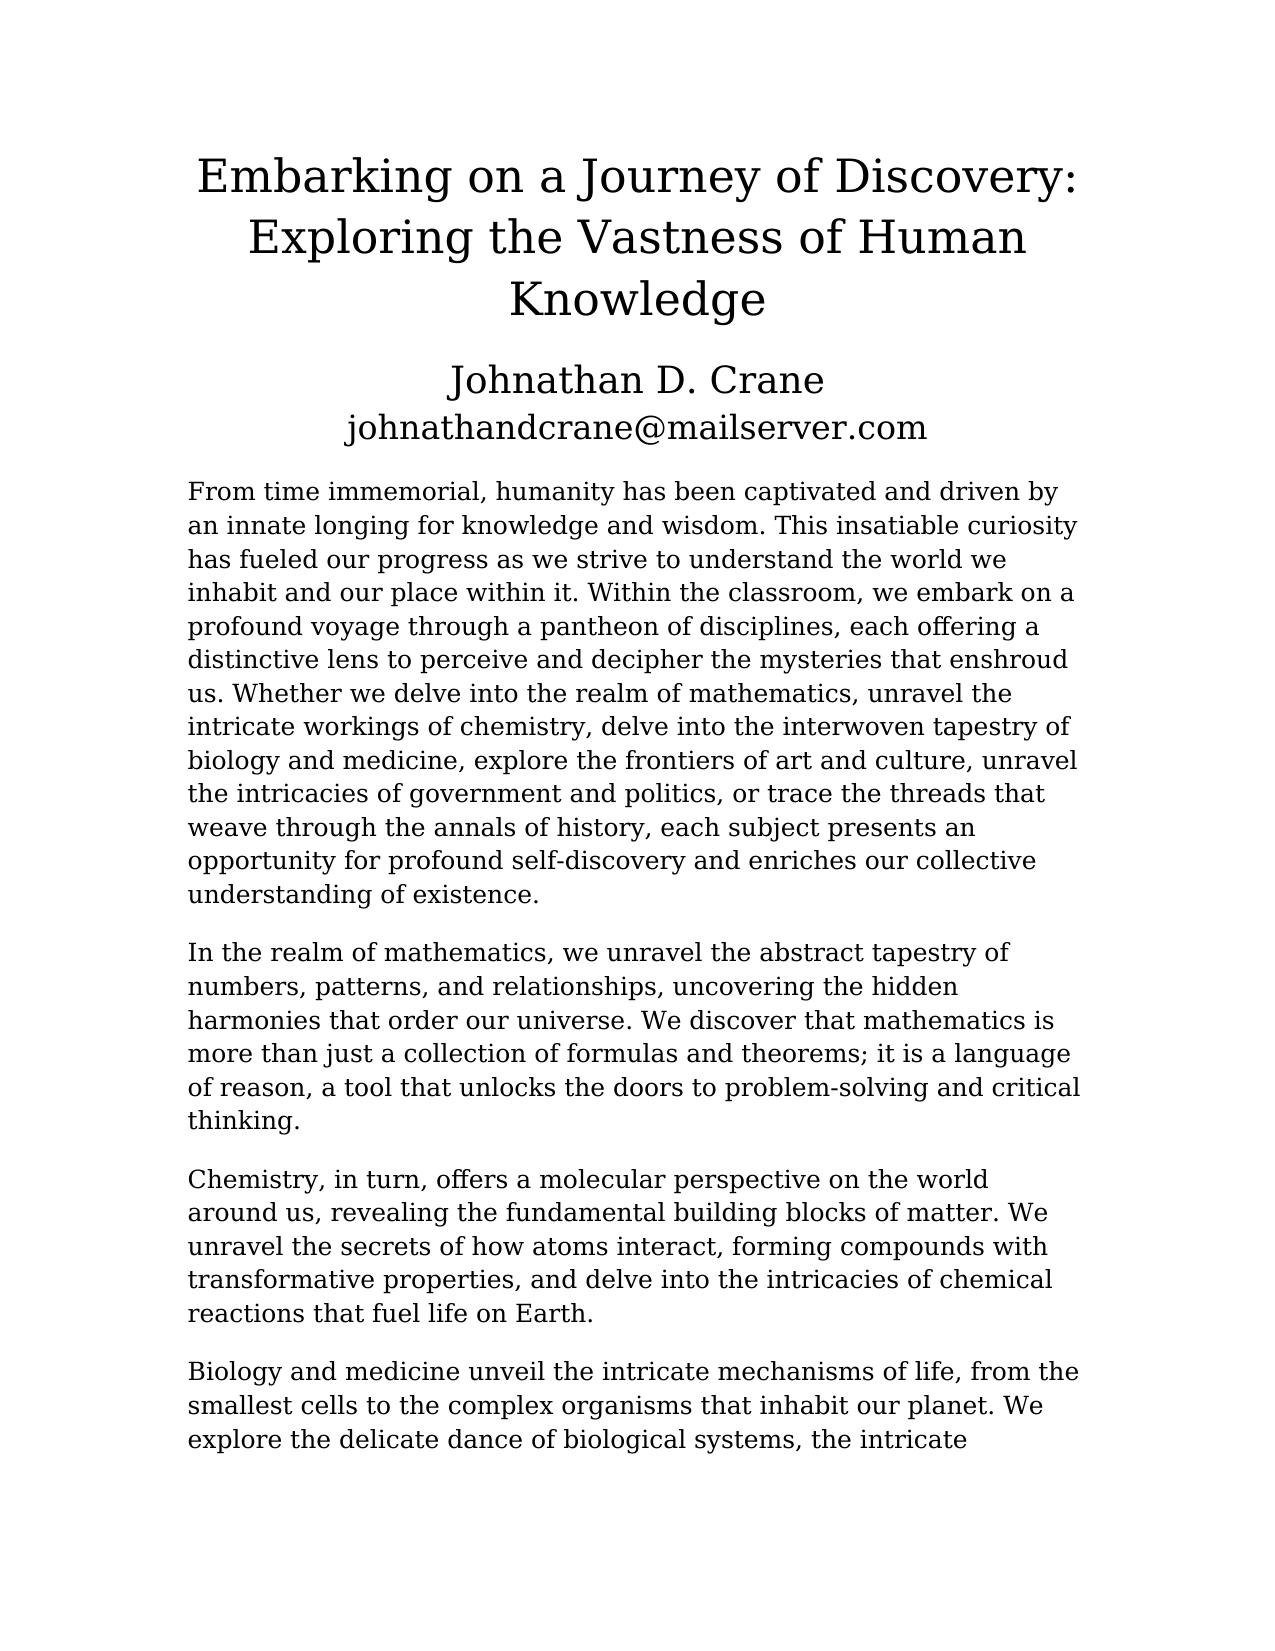 Embarking on a Journey of Discovery:
Exploring the Vastness of Human
Knowledge
Johnathan D. Crane
johnathandcrane@mailserver.com
From time immemorial, humanity has been captivated and driven by
an innate longing for knowledge and wisdom. This insatiable curiosity
has fueled our progress as we strive to understand the world we
inhabit and our place within it. Within the classroom, we embark on a
profound voyage through a pantheon of disciplines, each offering a
distinctive lens to perceive and decipher the mysteries that enshroud
us. Whether we delve into the realm of mathematics, unravel the
intricate workings of chemistry, delve into the interwoven tapestry of
biology and medicine, explore the frontiers of art and culture, unravel
the intricacies of government and politics, or trace the threads that
weave through the annals of history, each subject presents an
opportunity for profound self-discovery and enriches our collective
understanding of existence.
In the realm of mathematics, we unravel the abstract tapestry of
numbers, patterns, and relationships, uncovering the hidden
harmonies that order our universe. We discover that mathematics is
more than just a collection of formulas and theorems; it is a language
of reason, a tool that unlocks the doors to problem-solving and critical
thinking.
Chemistry, in turn, offers a molecular perspective on the world
around us, revealing the fundamental building blocks of matter. We
unravel the secrets of how atoms interact, forming compounds with
transformative properties, and delve into the intricacies of chemical
reactions that fuel life on Earth.
Biology and medicine unveil the intricate mechanisms of life, from the
smallest cells to the complex organisms that inhabit our planet. We
explore the delicate dance of biological systems, the intricate